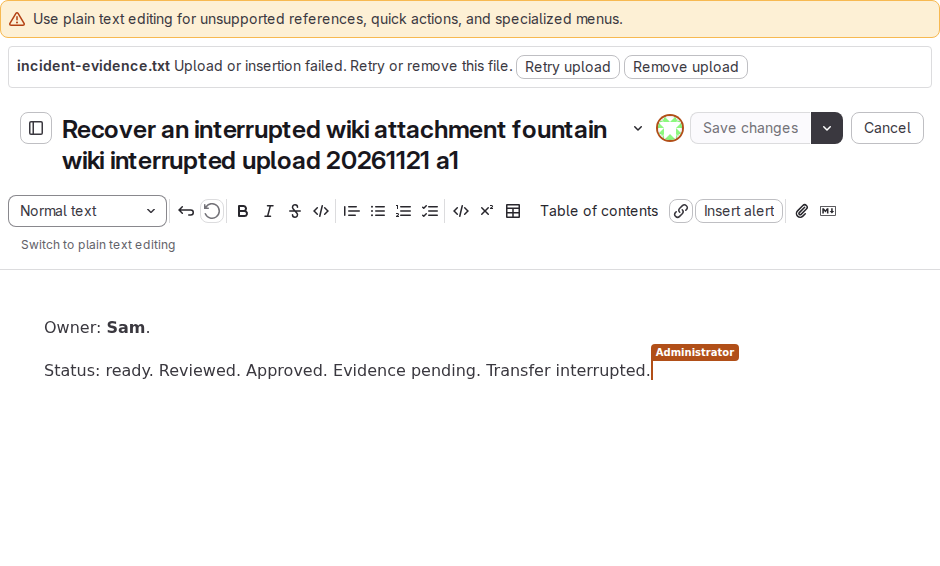 Use plain text editing for unsupported references, quick actions, and specialized menus.
incident-evidence.txt Upload or insertion failed. Retry or remove this file. Retry upload Remove upload
Recover an interrupted wiki attachment fountain
wiki interrupted upload 20261121 a1
Save changes
Cancel
Normal text
Table of contents
Insert alert
Switch to plain text editing
Owner: Sam.
Administrator
Status: ready. Reviewed. Approved. Evidence pending. Transfer interrupted.